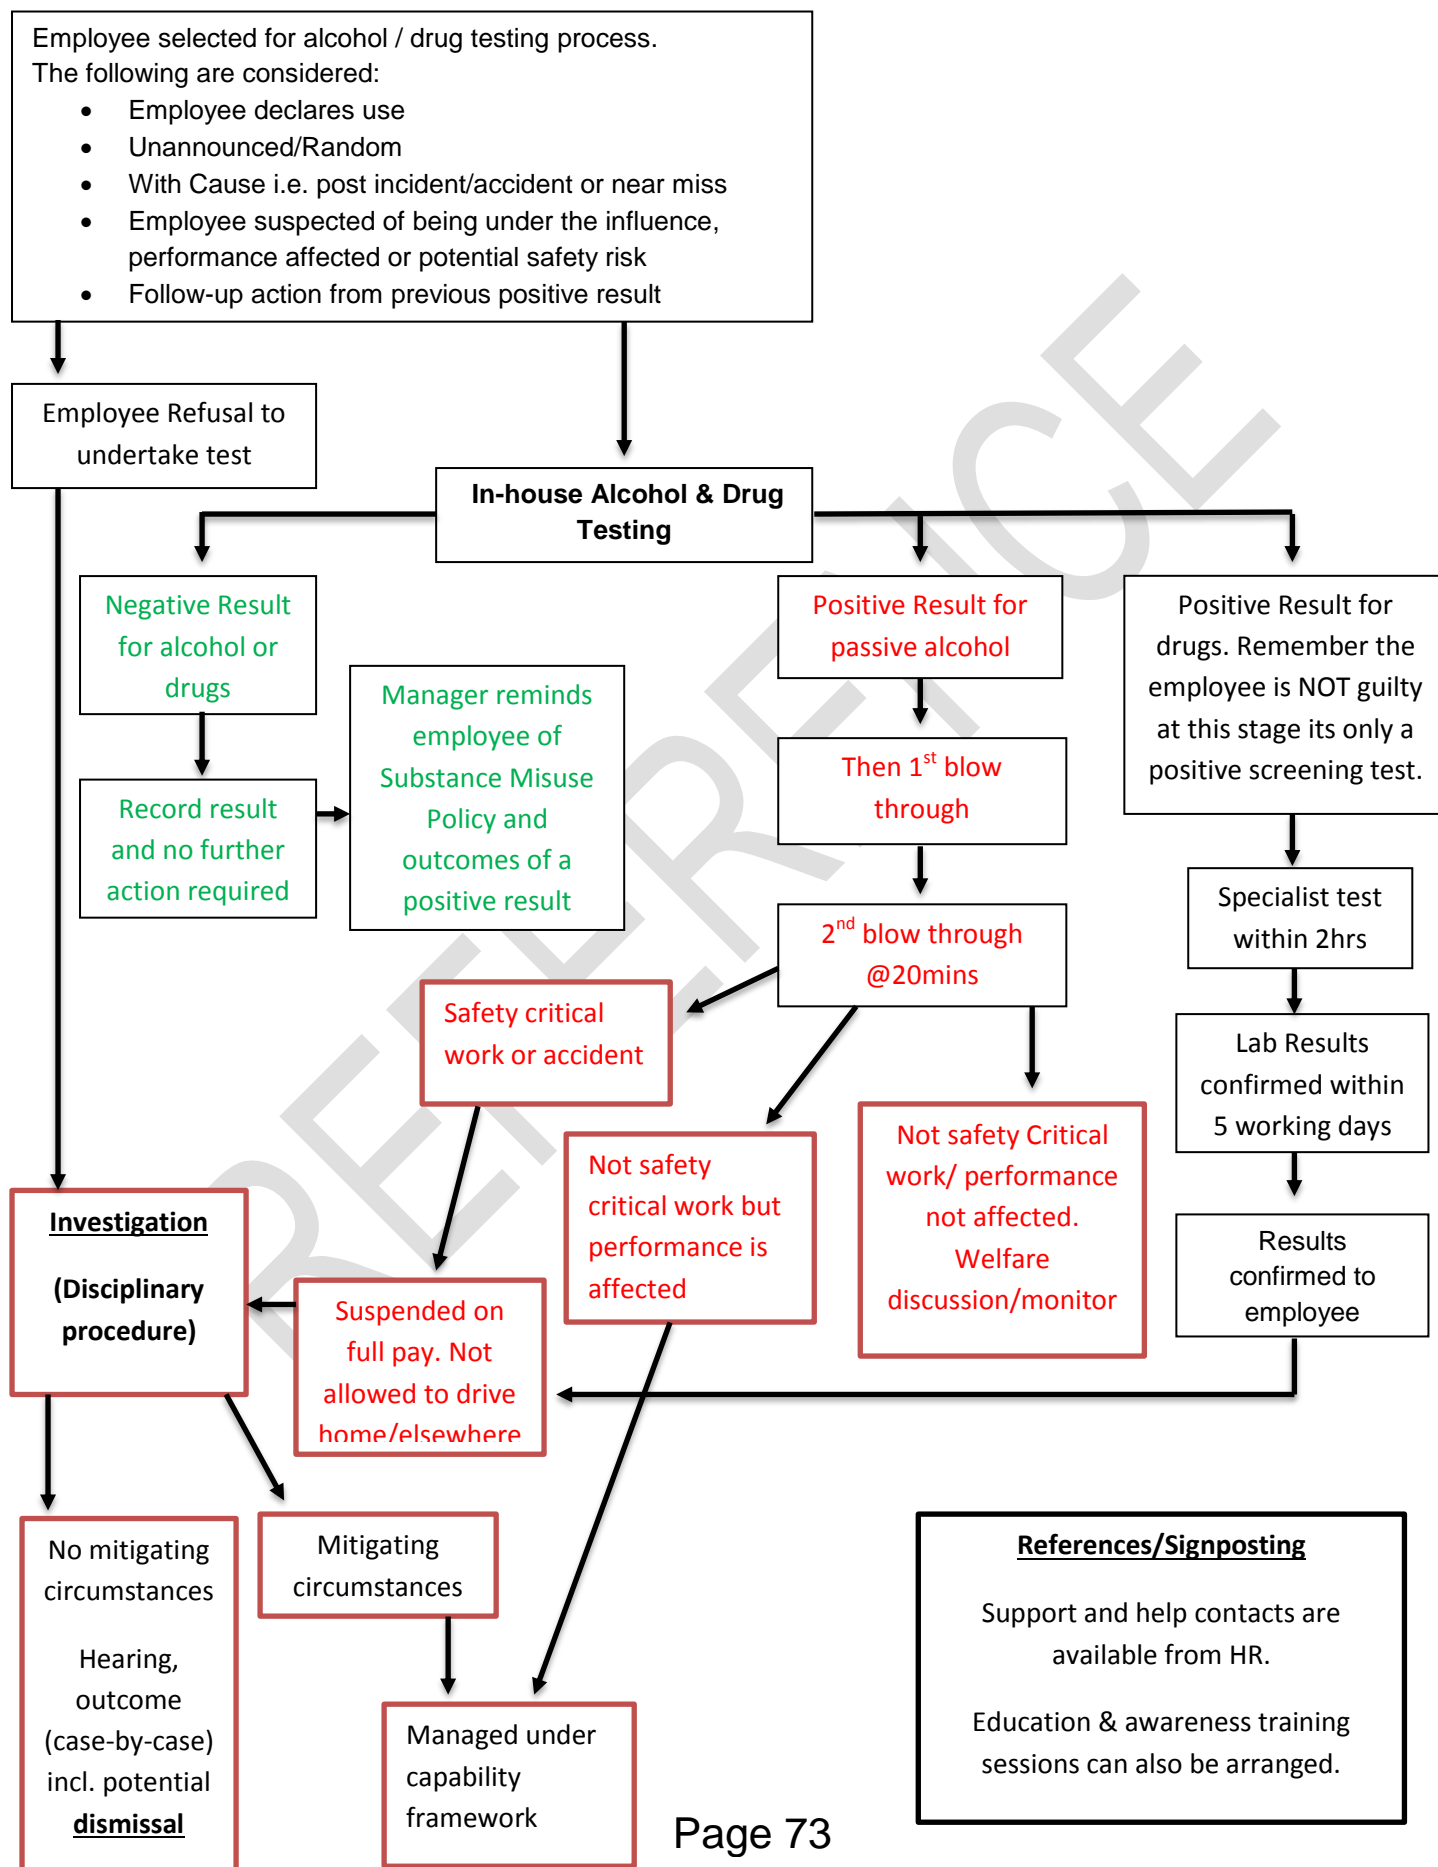 Employee selected for alcohol / drug testing process.
The following are considered:
• Employee declares use
• Unannounced/Random
• With Cause i.e. post incident/accident or near miss
• Employee suspected of being under the influence,
performance affected or potential safety risk
• Follow-up action from previous positive result
Employee Refusal to
undertake test
In-house Alcohol & Drug
Testing
Negative Result
for alcohol or
drugs
Record result
and no further
action required
Manager reminds
employee of
Substance Misuse
Policy and
outcomes of a
positive result
Positive Result for
passive alcohol
Then 1st blow
through
2nd blow through
@20mins
Positive Result for
drugs. Remember the
employee is NOT guilty
at this stage its only a
positive screening test.
Specialist test
within 2hrs
Lab Results
confirmed within
5 working days
Results
confirmed to
employee
Safety critical
work or accident
Not safety
critical work but
performance is
affected
Not safety Critical
work/ performance
not affected.
Welfare
discussion/monitor
Investigation
(Disciplinary
procedure)
Suspended on
full pay. Not
allowed to drive
home/elsewhere
No mitigating
circumstances
Hearing,
outcome
(case-by-case)
incl. potential
dismissal
Mitigating
circumstances
Managed under
capability
framework
References/Signposting
Support and help contacts are
available from HR.
Education & awareness training
sessions can also be arranged.
Page 73
REFERENCE